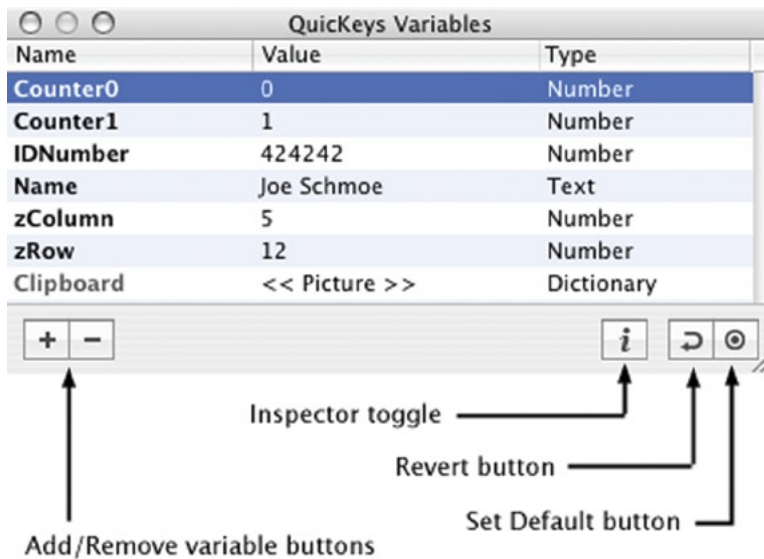 QuicKeys Variables
Name Value Type
Counter0 0 Number
Counter1 1 Number
IDNumber 424242 Number
Name Joe Schmoe Text
zColumn 5 Number
zRow 12 Number
Clipboard << Picture >> Dictionary
+ − i
Inspector toggle
Revert button
Set Default button
Add/Remove variable buttons